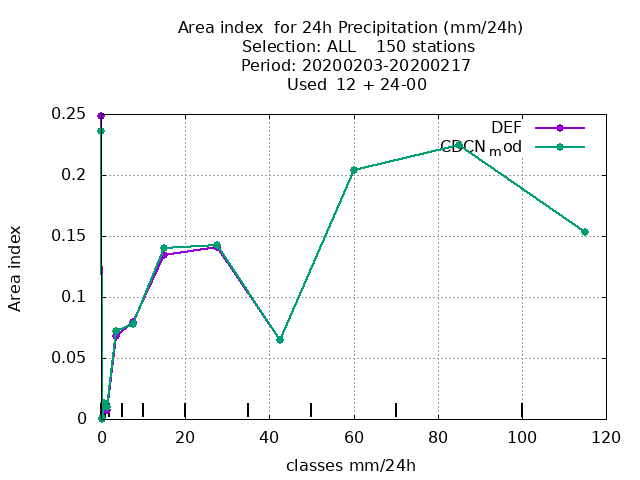 Area index  for 24h Precipitation (mm/24h)
Selection: ALL    150 stations
Period: 20200203-20200217
Used  12 + 24-00
DEF
CDCNmod
0.25
0.2
0.15
0.1
0.05
0
Area index
0 20 40 60 80 100 120
classes mm/24h